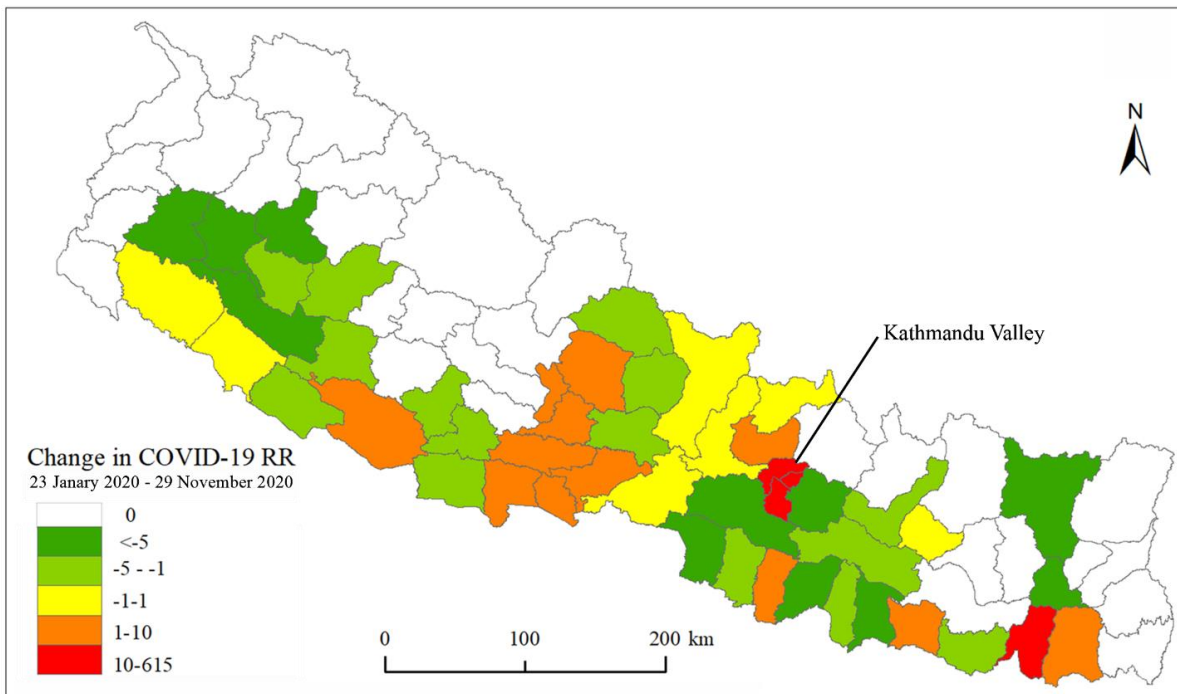 N
Kathmandu Valley
Change in COVID-19 RR
23 Janary 2020 - 29 November 2020
0
<-5
-5 - -1
-1-1
1-10
10-615
0 100 200 km